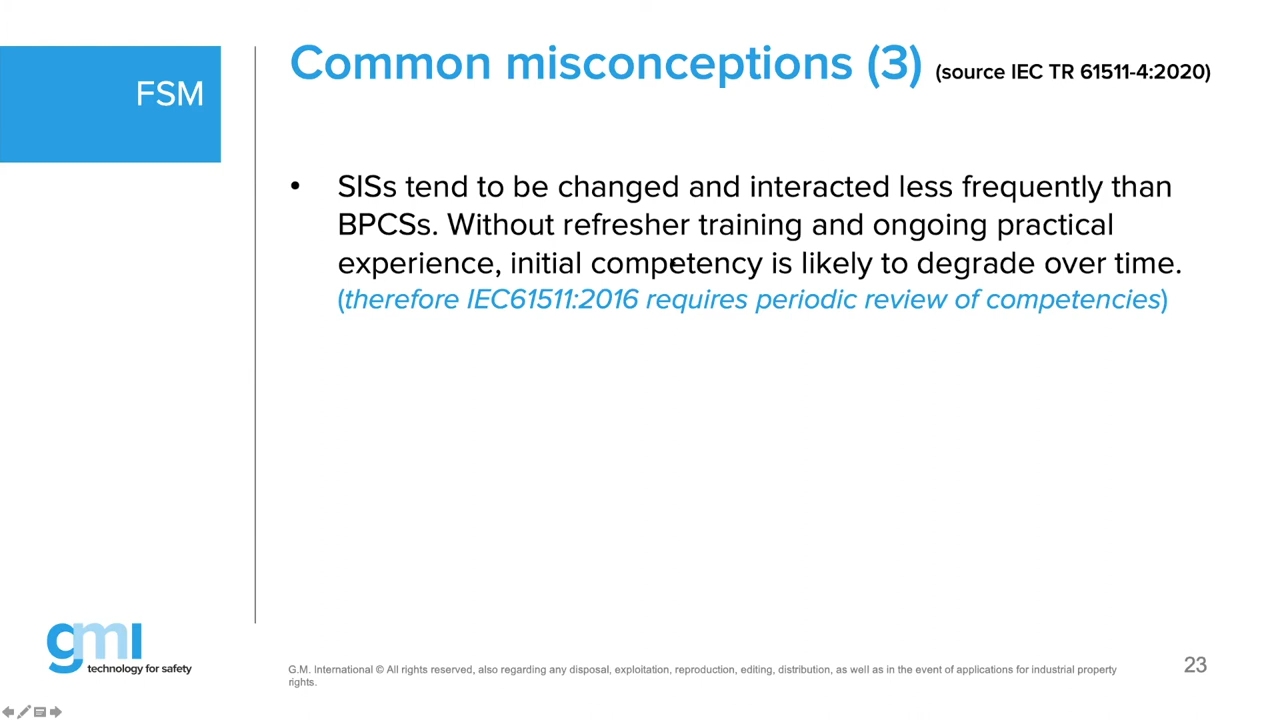 FSM
Common misconceptions (3) (source IEC TR 61511-4:2020)
• SISs tend to be changed and interacted less frequently than
BPCSs. Without refresher training and ongoing practical
experience, initial competency is likely to degrade over time.
(therefore IEC61511:2016 requires periodic review of competencies)
gmi
technology for safety
G.M. International © All rights reserved, also regarding any disposal, exploitation, reproduction, editing, distribution, as well as in the event of applications for industrial property
rights.
23